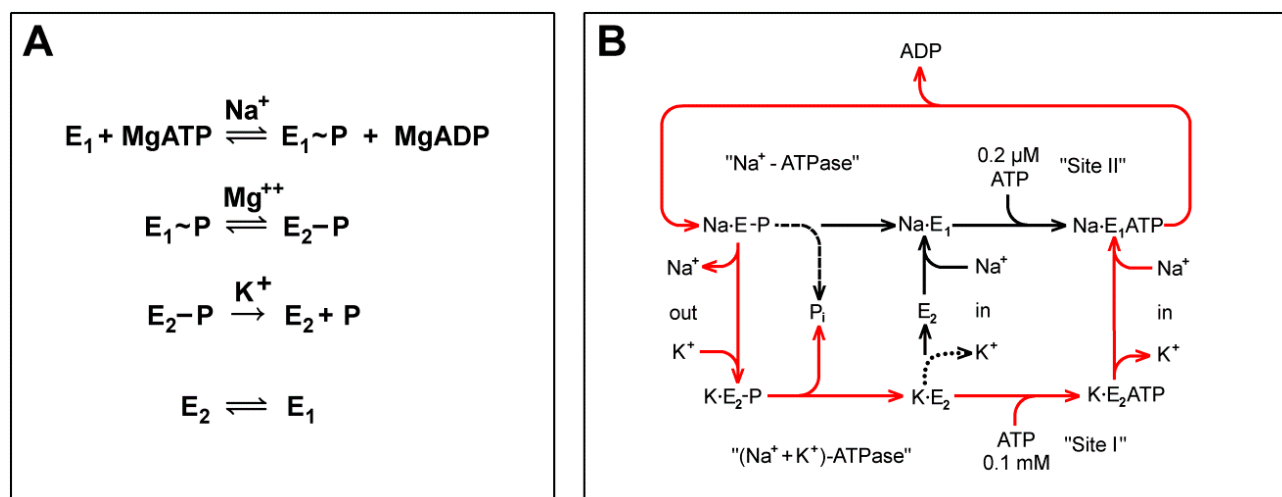 A
Na⁺
E₁ + MgATP ⇌ E₁~P + MgADP
Mg⁺⁺
E₁~P ⇌ E₂–P
K⁺
E₂–P → E₂ + P
E₂ ⇌ E₁
B
ADP
"Na⁺ - ATPase"
0.2 µM
ATP
"Site II"
Na·E-P
Na·E₁
Na·E₁ATP
Na⁺
Na⁺
Na⁺
out
Pᵢ
E₂
in
in
K⁺
K⁺
K⁺
K·E₂-P
K·E₂
K·E₂ATP
"(Na⁺ + K⁺)-ATPase"
ATP
0.1 mM
"Site I"